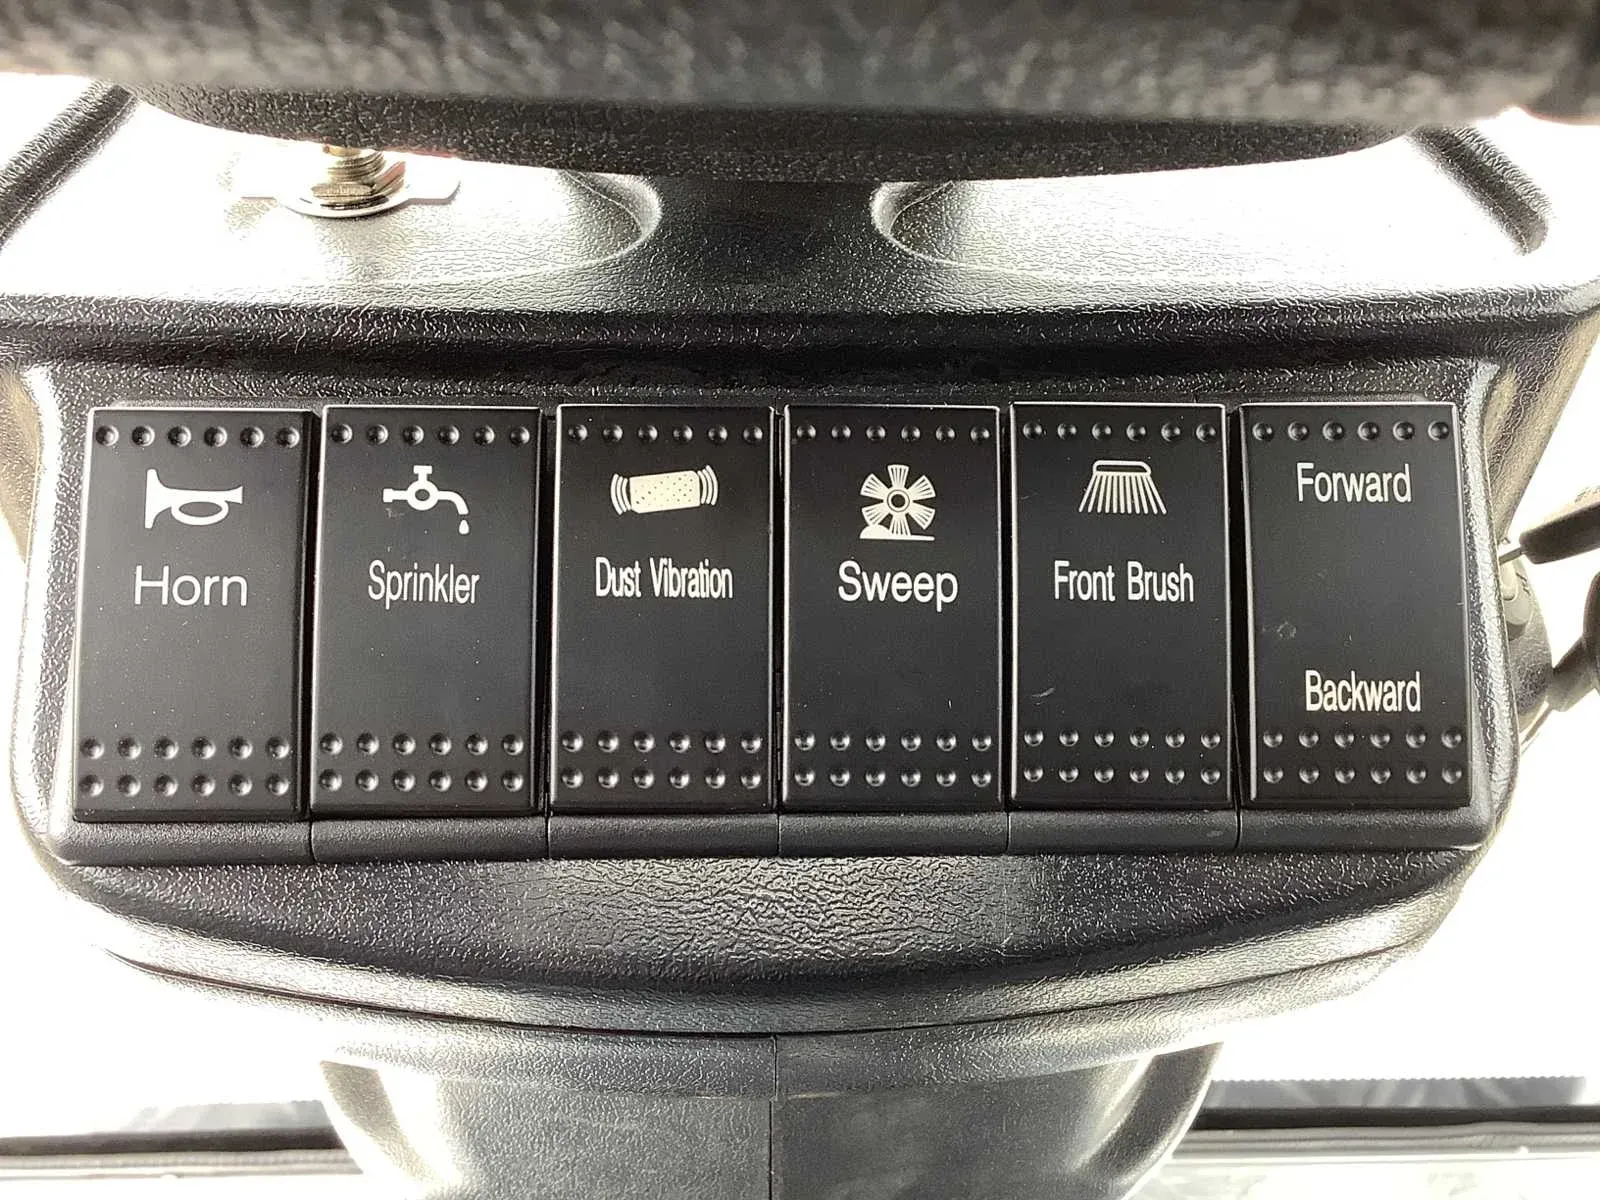 Horn
Sprinkler
Dust Vibration
Sweep
Front Brush
Forward
Backward